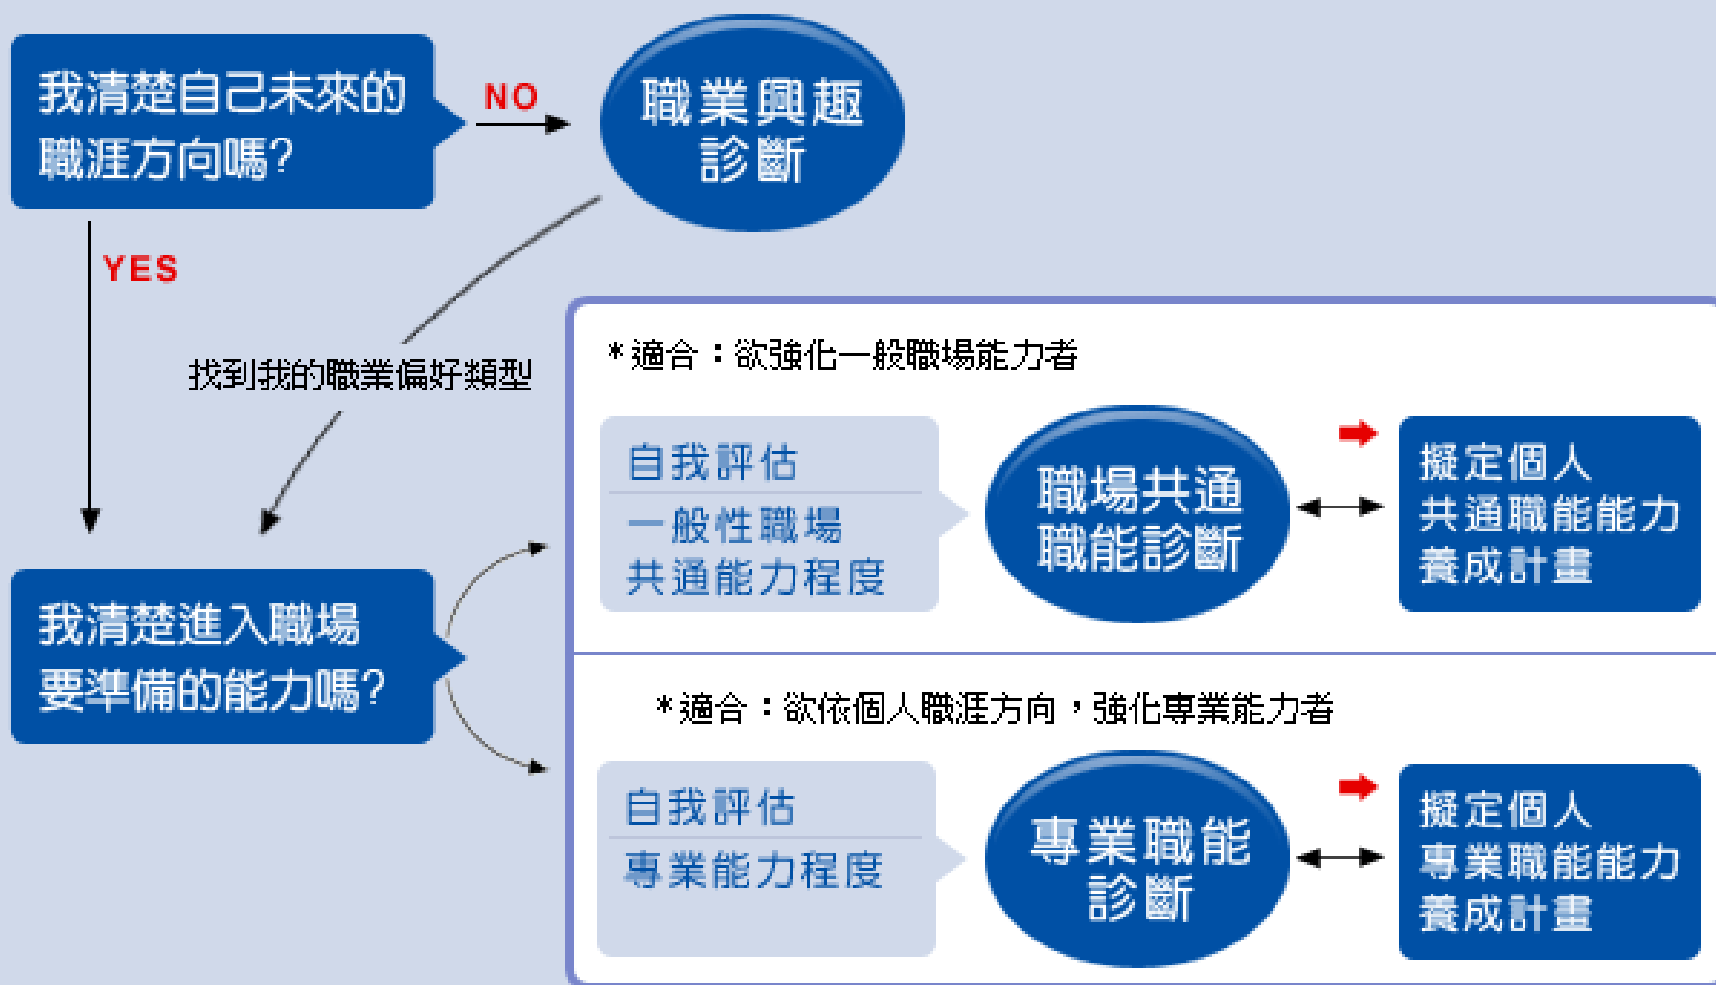 我清楚自己未來的
職涯方向嗎?
NO
職業興趣
診斷
YES
找到我的職業偏好類型
*適合：欲強化一般職場能力者
自我評估
一般性職場
共通能力程度
職場共通
職能診斷
擬定個人
共通職能能力
養成計畫
我清楚進入職場
要準備的能力嗎?
*適合：欲依個人職涯方向，強化專業能力者
自我評估
專業能力程度
專業職能
診斷
擬定個人
專業職能能力
養成計畫